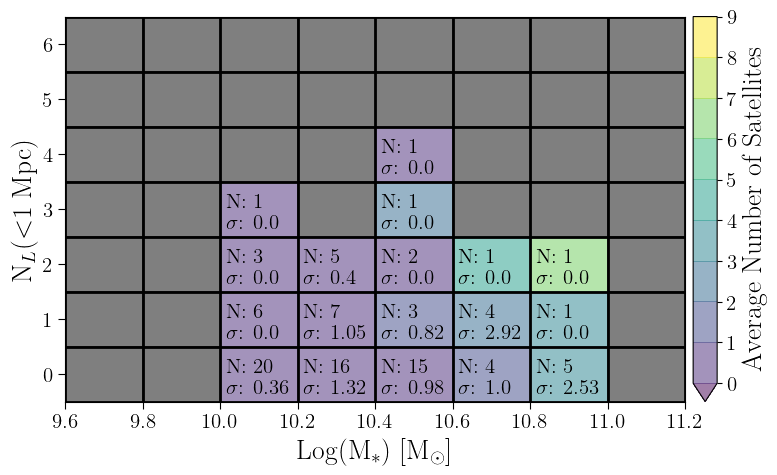 N_L(<1 Mpc)
6
5
4
3
2
1
0
N: 1
σ: 0.0
N: 1
σ: 0.0
N: 1
σ: 0.0
N: 3
σ: 0.0
N: 5
σ: 0.4
N: 2
σ: 0.0
N: 1
σ: 0.0
N: 1
σ: 0.0
N: 6
σ: 0.0
N: 7
σ: 1.05
N: 3
σ: 0.82
N: 4
σ: 2.92
N: 1
σ: 0.0
N: 20
σ: 0.36
N: 16
σ: 1.32
N: 15
σ: 0.98
N: 4
σ: 1.0
N: 5
σ: 2.53
9.6 9.8 10.0 10.2 10.4 10.6 10.8 11.0 11.2
Log(M_*) [M_⊙]
9
8
7
6
5
4
3
2
1
0
Average Number of Satellites